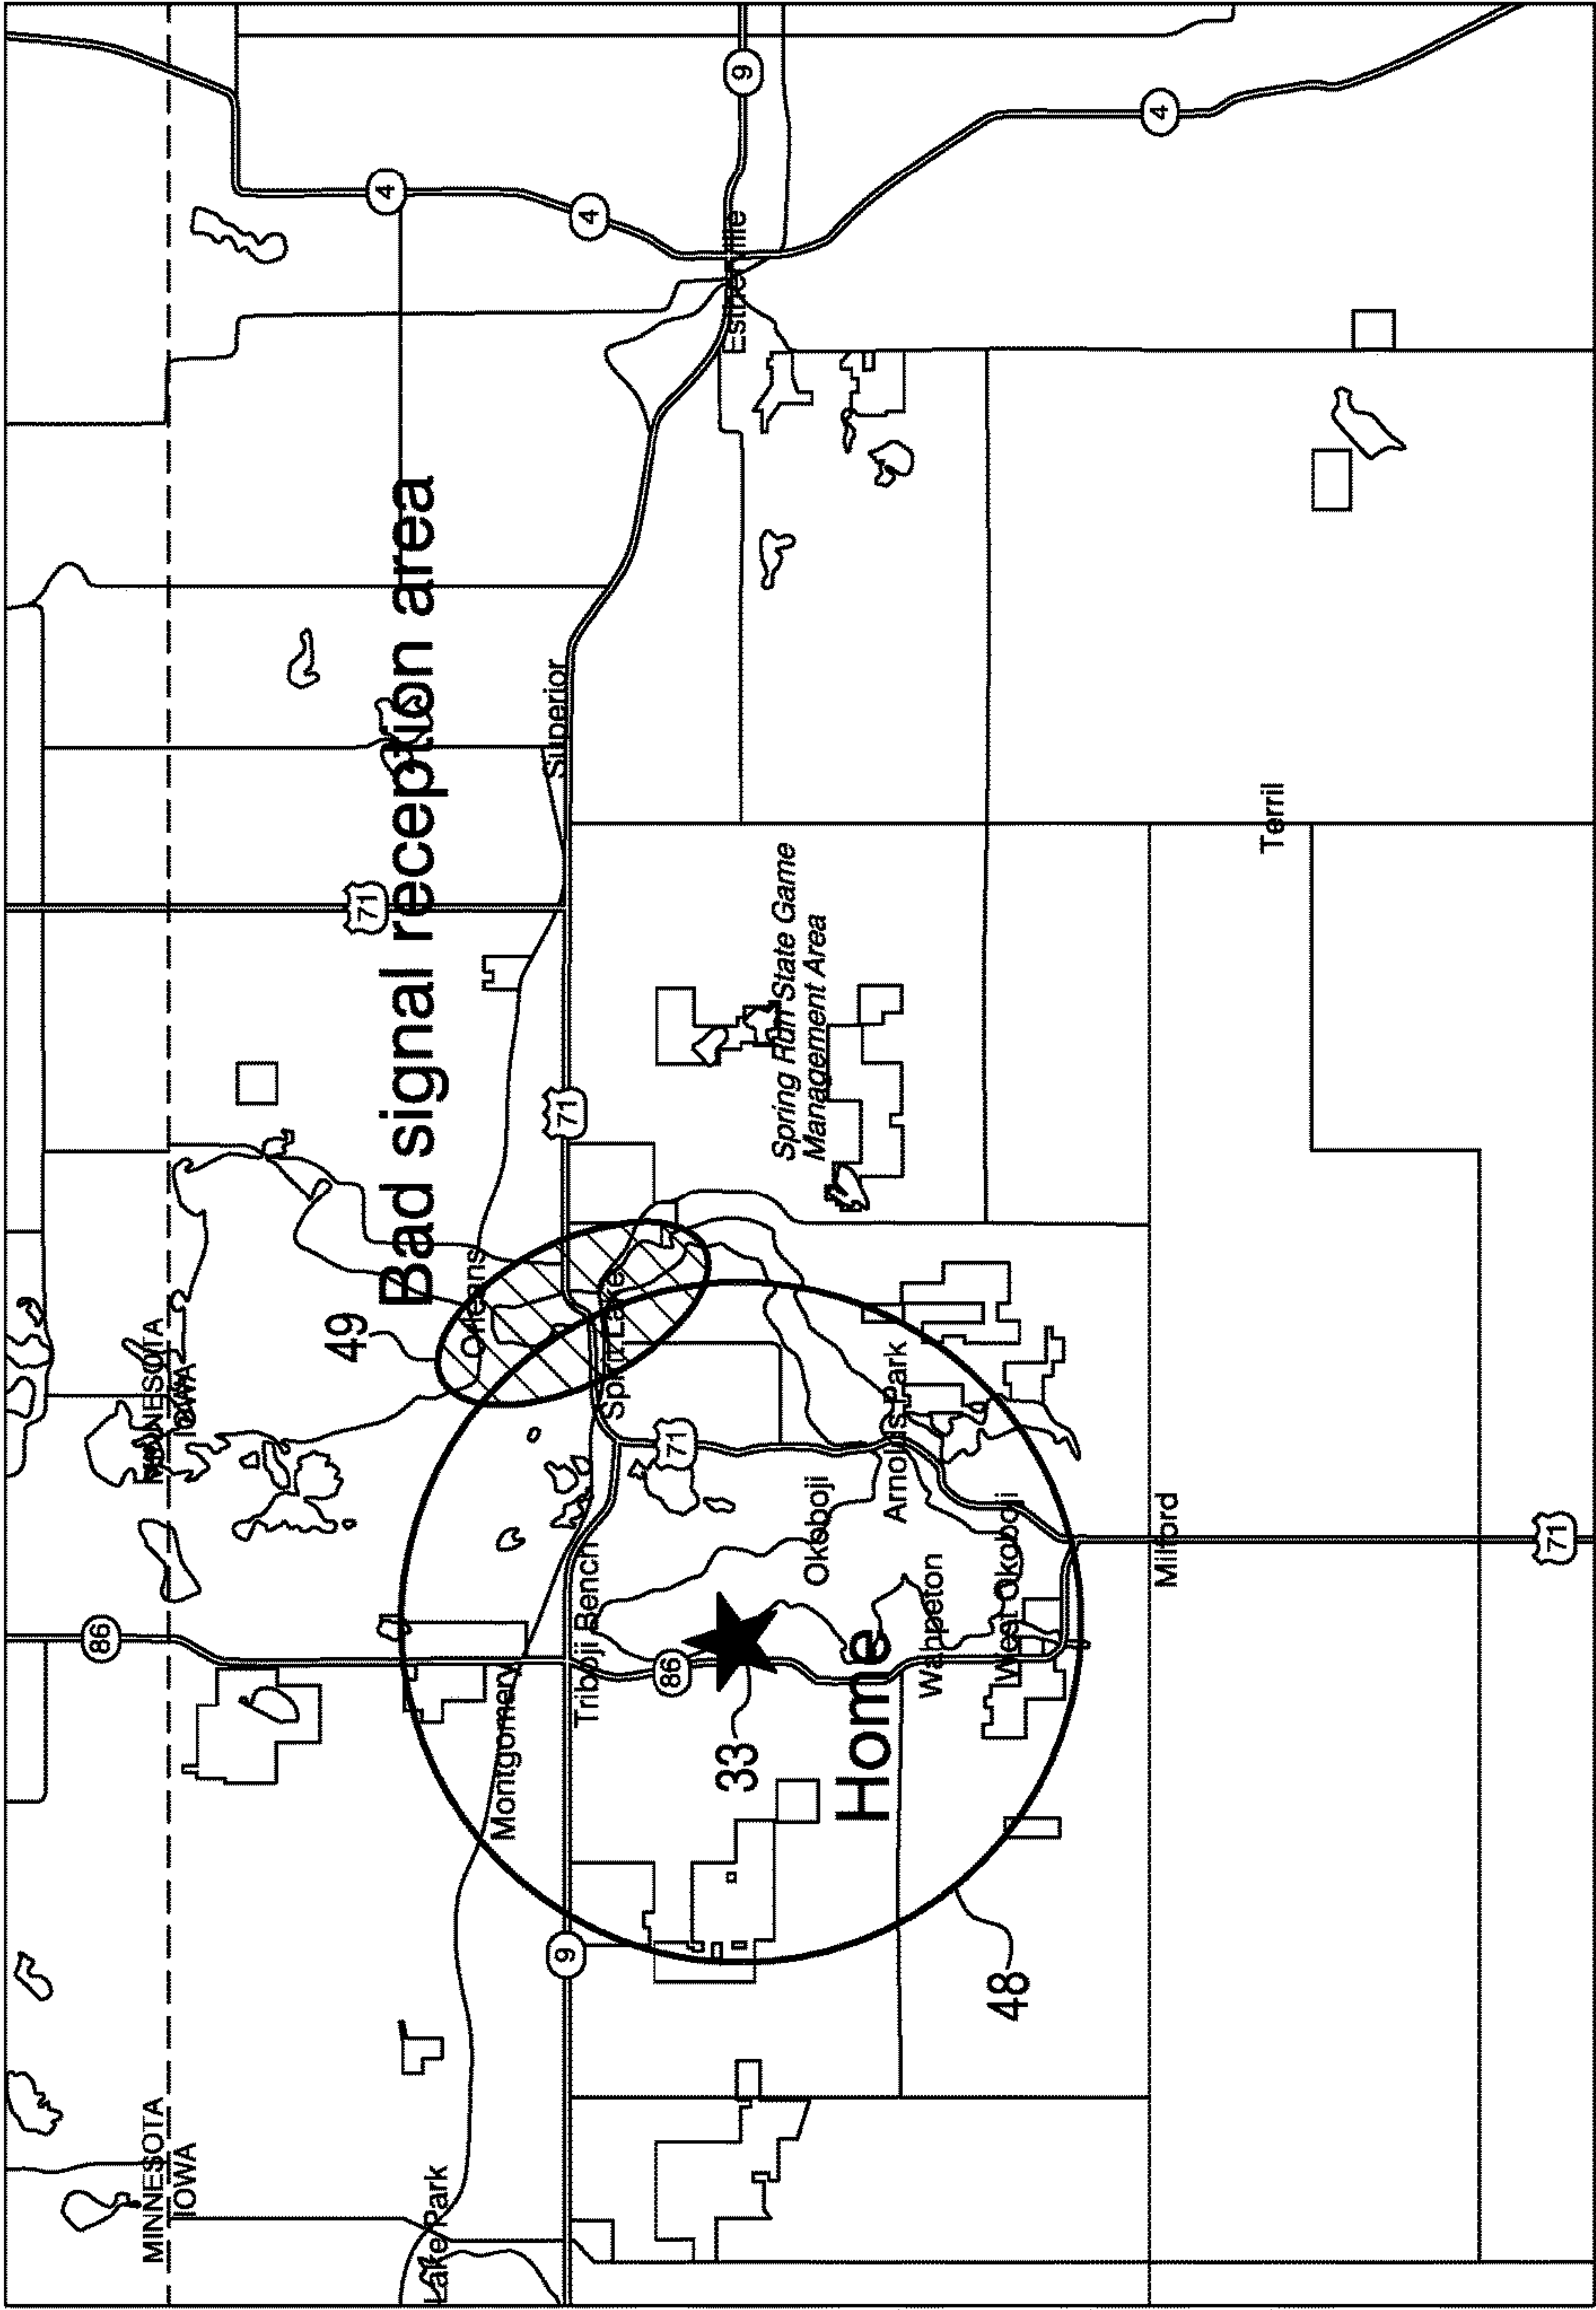 86
MINNESOTA
MINNESOTA
IOWA
IOWA
49
71
4
Bad signal reception area
Lake Park
Orleans
Montgomery
Superior
9
71
Triboji Bench
4
Spirit Lake
86
71
33
Estherville
9
Spring Run State Game
Management Area
Okoboji
Home
Arnolds Park
Wahpeton
48
West Okoboji
Milford
4
Terril
71